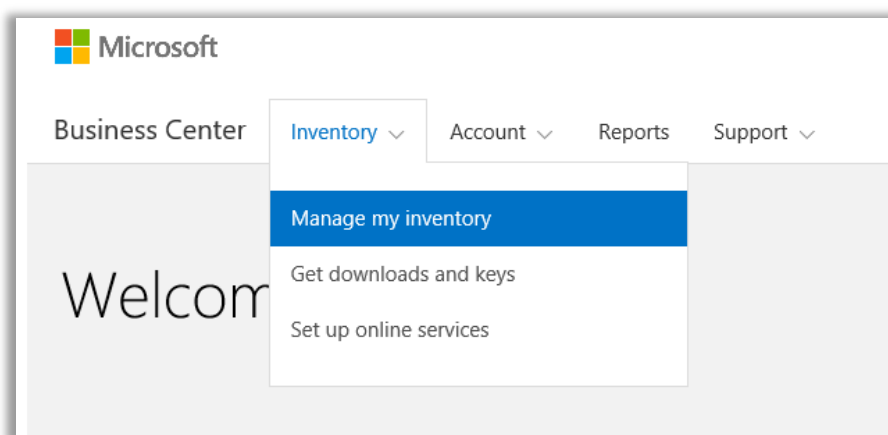 Microsoft
Business Center Inventory Account Reports Support
Manage my inventory
Get downloads and keys
Welcom
Set up online services